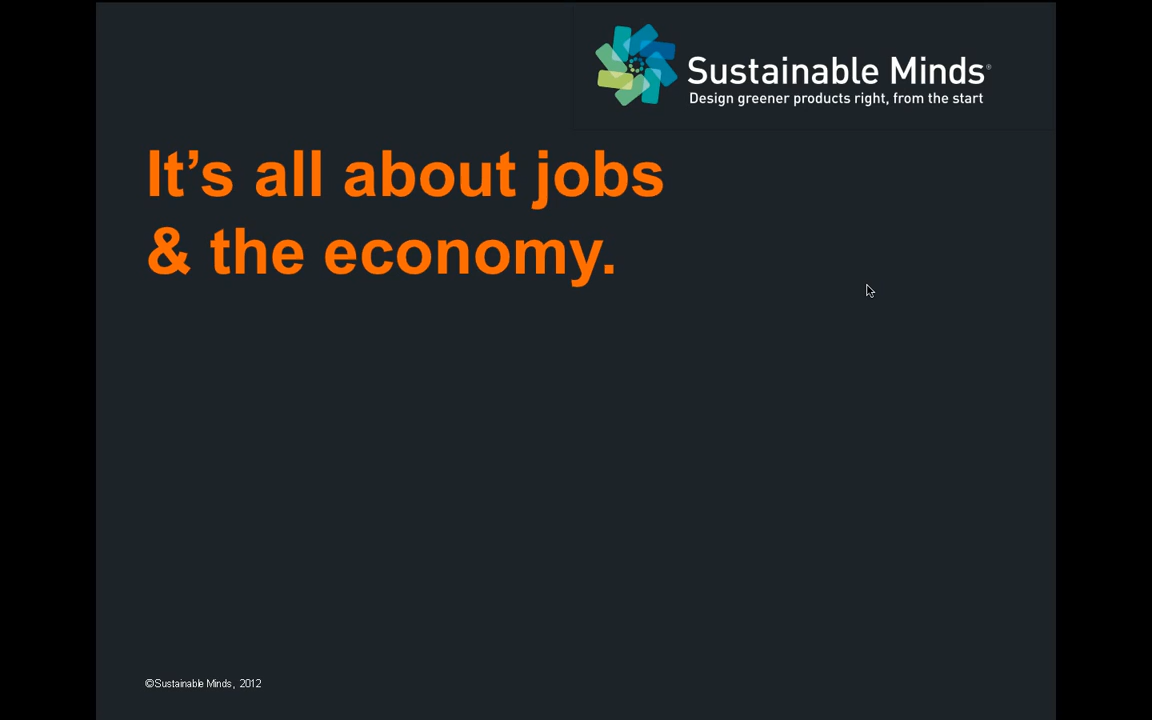 Sustainable Minds®
Design greener products right, from the start
It’s all about jobs
& the economy.
©Sustainable Minds, 2012